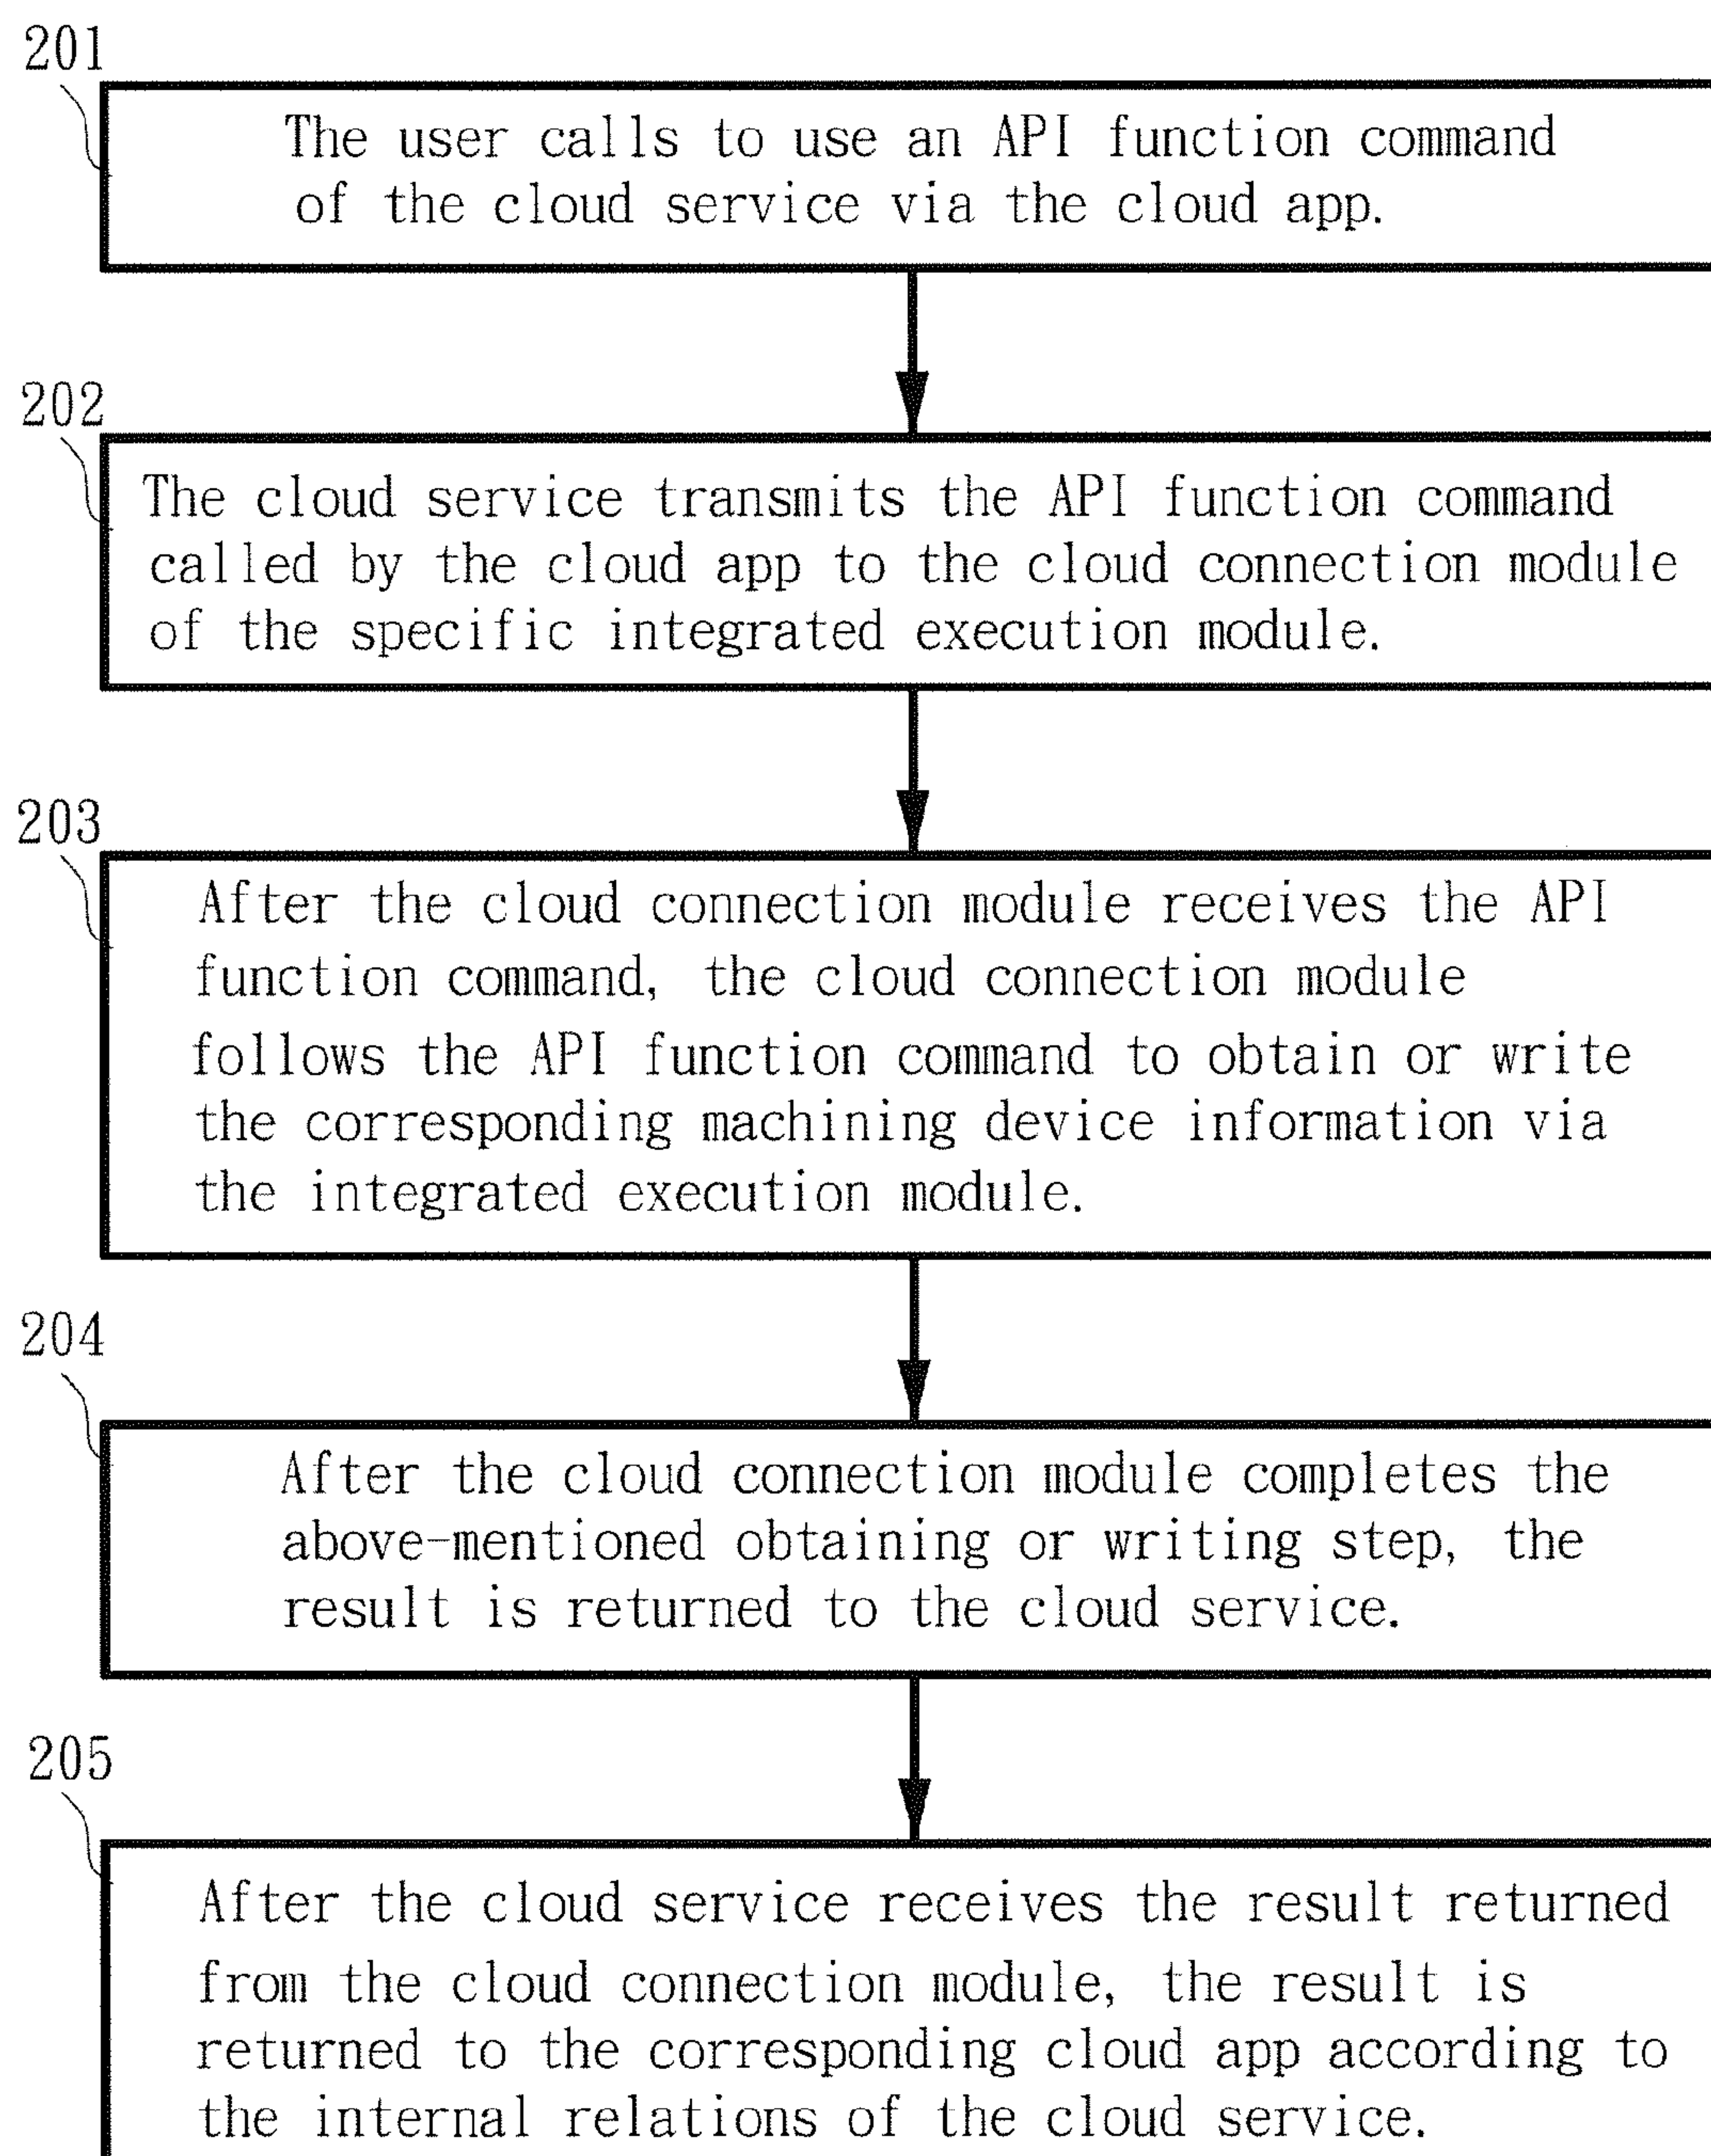 201
The user calls to use an API function command
of the cloud service via the cloud app.
202
The cloud service transmits the API function command
called by the cloud app to the cloud connection module
of the specific integrated execution module.
203
After the cloud connection module receives the API
function command, the cloud connection module
follows the API function command to obtain or write
the corresponding machining device information via
the integrated execution module.
204
After the cloud connection module completes the
above-mentioned obtaining or writing step, the
result is returned to the cloud service.
205
After the cloud service receives the result returned
from the cloud connection module, the result is
returned to the corresponding cloud app according to
the internal relations of the cloud service.